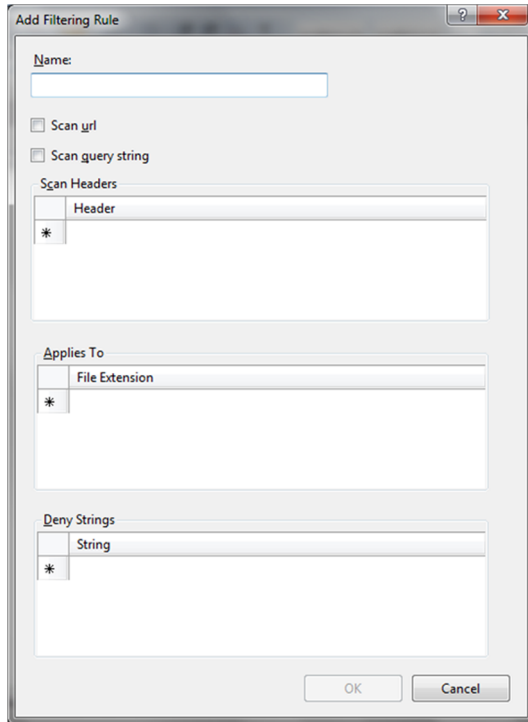 Add Filtering Rule
?
Name:
Scan url
Scan query string
Scan Headers
Header
*
Applies To
File Extension
*
Deny Strings
String
*
OK Cancel